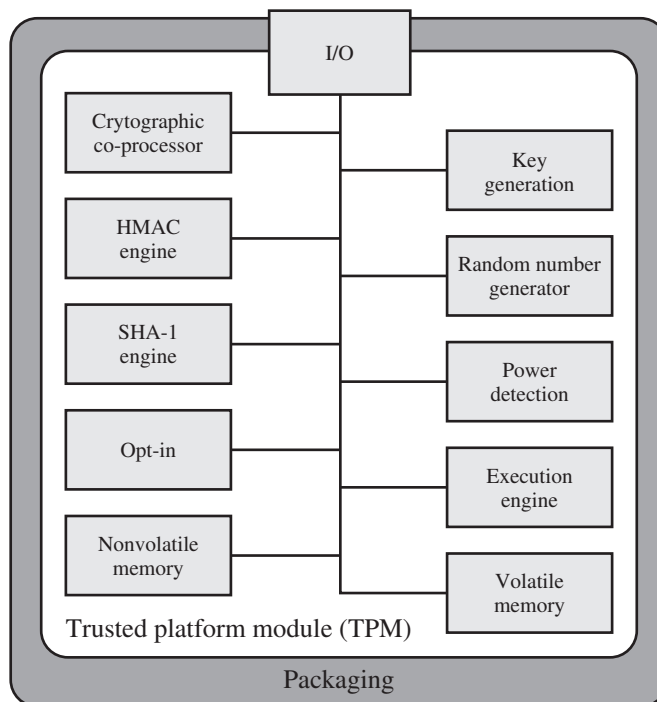 I/O
Crytographic
co-processor
Key
generation
HMAC
engine
Random number
generator
SHA-1
engine
Power
detection
Opt-in
Execution
engine
Nonvolatile
memory
Volatile
memory
Trusted platform module (TPM)
Packaging